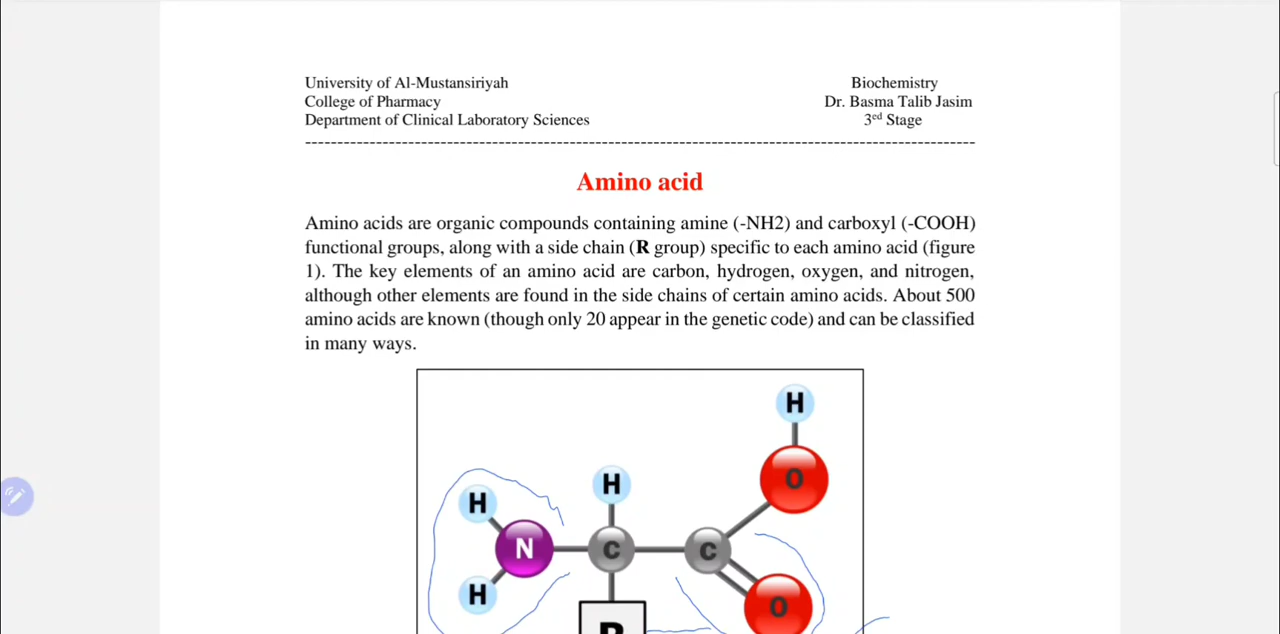 University of Al-Mustansiriyah
College of Pharmacy
Department of Clinical Laboratory Sciences
Biochemistry
Dr. Basma Talib Jasim
3ed Stage
Amino acid
Amino acids are organic compounds containing amine (-NH2) and carboxyl (-COOH)
functional groups, along with a side chain (R group) specific to each amino acid (figure
1). The key elements of an amino acid are carbon, hydrogen, oxygen, and nitrogen,
although other elements are found in the side chains of certain amino acids. About 500
amino acids are known (though only 20 appear in the genetic code) and can be classified
in many ways.
H
O
H
H
N
C
C
H
O
R